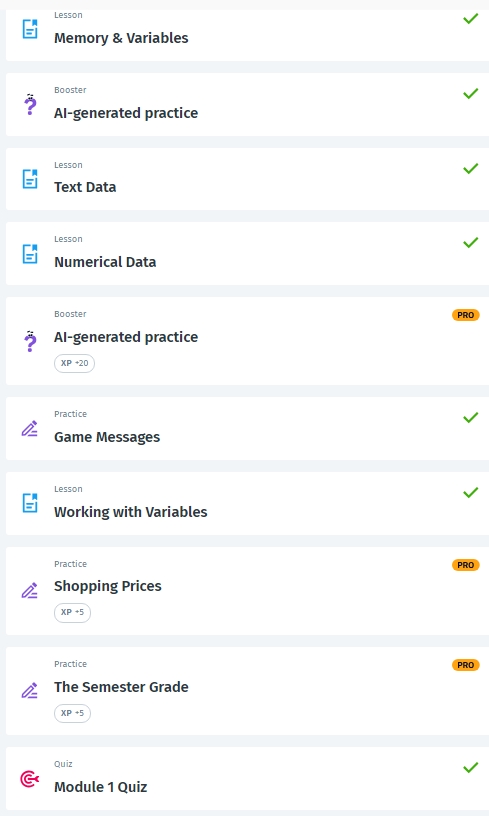 Lesson
Memory & Variables
Booster
AI-generated practice
Lesson
Text Data
Lesson
Numerical Data
Booster
PRO
AI-generated practice
XP +20
Practice
Game Messages
Lesson
Working with Variables
Practice
PRO
Shopping Prices
XP +5
Practice
PRO
The Semester Grade
XP +5
Quiz
Module 1 Quiz